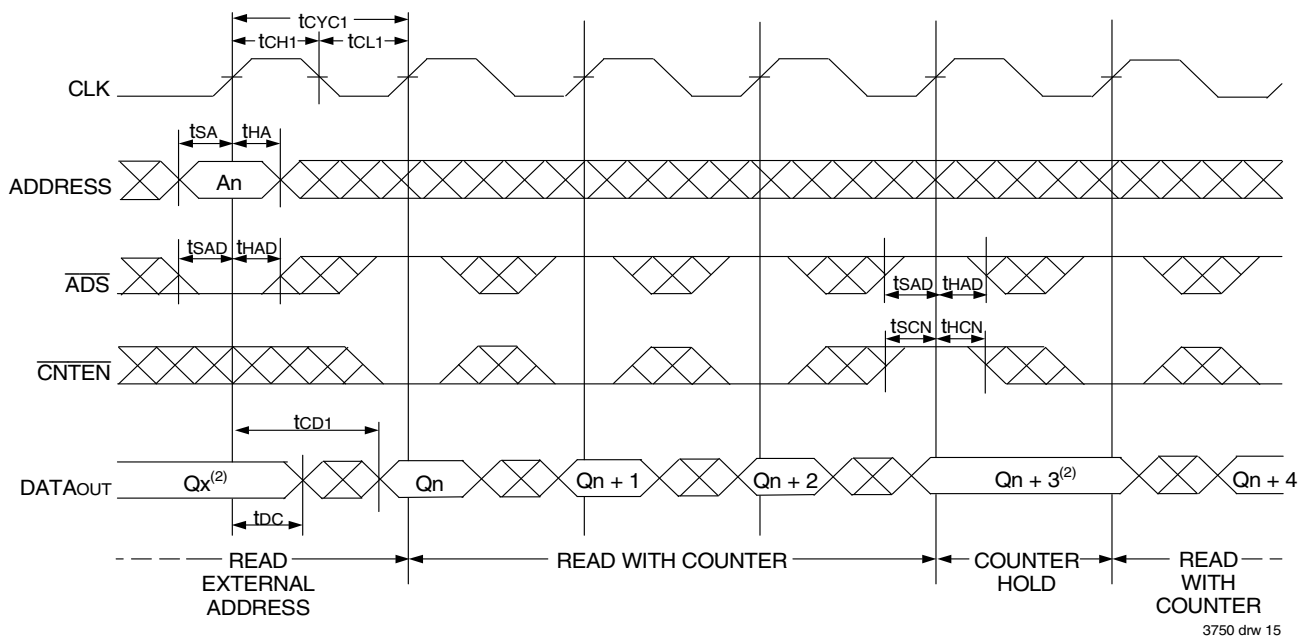 tCYC1
tCH1 tCL1
CLK
tSA tHA
ADDRESS An
tSAD tHAD
ADS
tSAD tHAD
tSCN tHCN
CNTEN
tCD1
DATAOUT Qx(2) Qn Qn + 1 Qn + 2 Qn + 3(2) Qn + 4
tDC
READ EXTERNAL ADDRESS
READ WITH COUNTER
COUNTER HOLD
READ WITH COUNTER
3750 drw 15